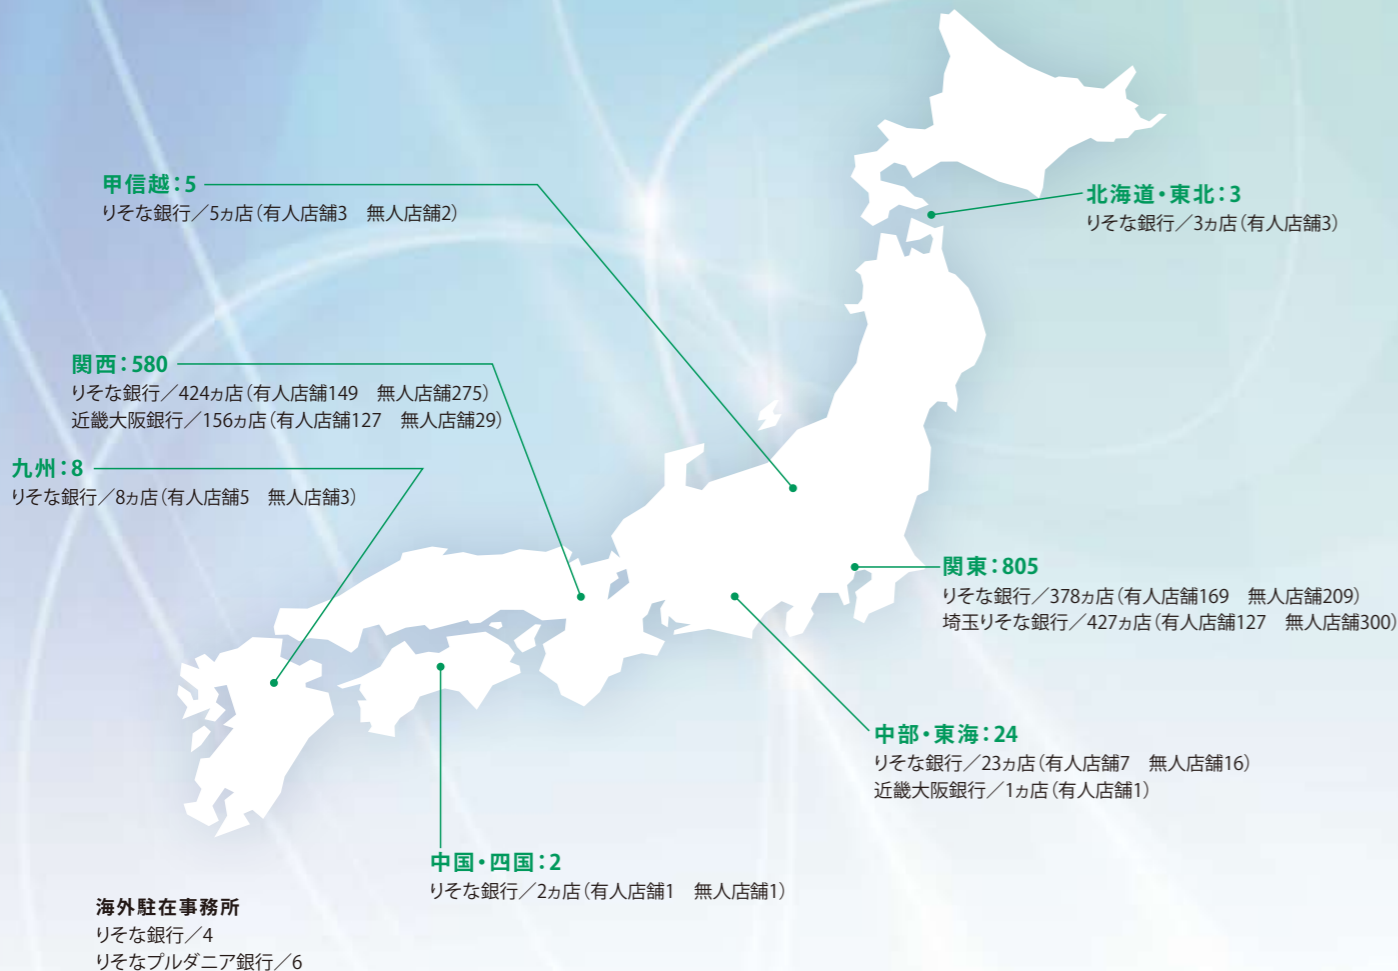 甲信越：5
りそな銀行／5ヵ店（有人店舗3　無人店舗2）
北海道・東北：3
りそな銀行／3ヵ店（有人店舗3）
関西：580
りそな銀行／424ヵ店（有人店舗149　無人店舗275）
近畿大阪銀行／156ヵ店（有人店舗127　無人店舗29）
九州：8
りそな銀行／8ヵ店（有人店舗5　無人店舗3）
関東：805
りそな銀行／378ヵ店（有人店舗169　無人店舗209）
埼玉りそな銀行／427ヵ店（有人店舗127　無人店舗300）
中部・東海：24
りそな銀行／23ヵ店（有人店舗7　無人店舗16）
近畿大阪銀行／1ヵ店（有人店舗1）
中国・四国：2
りそな銀行／2ヵ店（有人店舗1　無人店舗1）
海外駐在事務所
りそな銀行／4
りそなプルダニア銀行／6